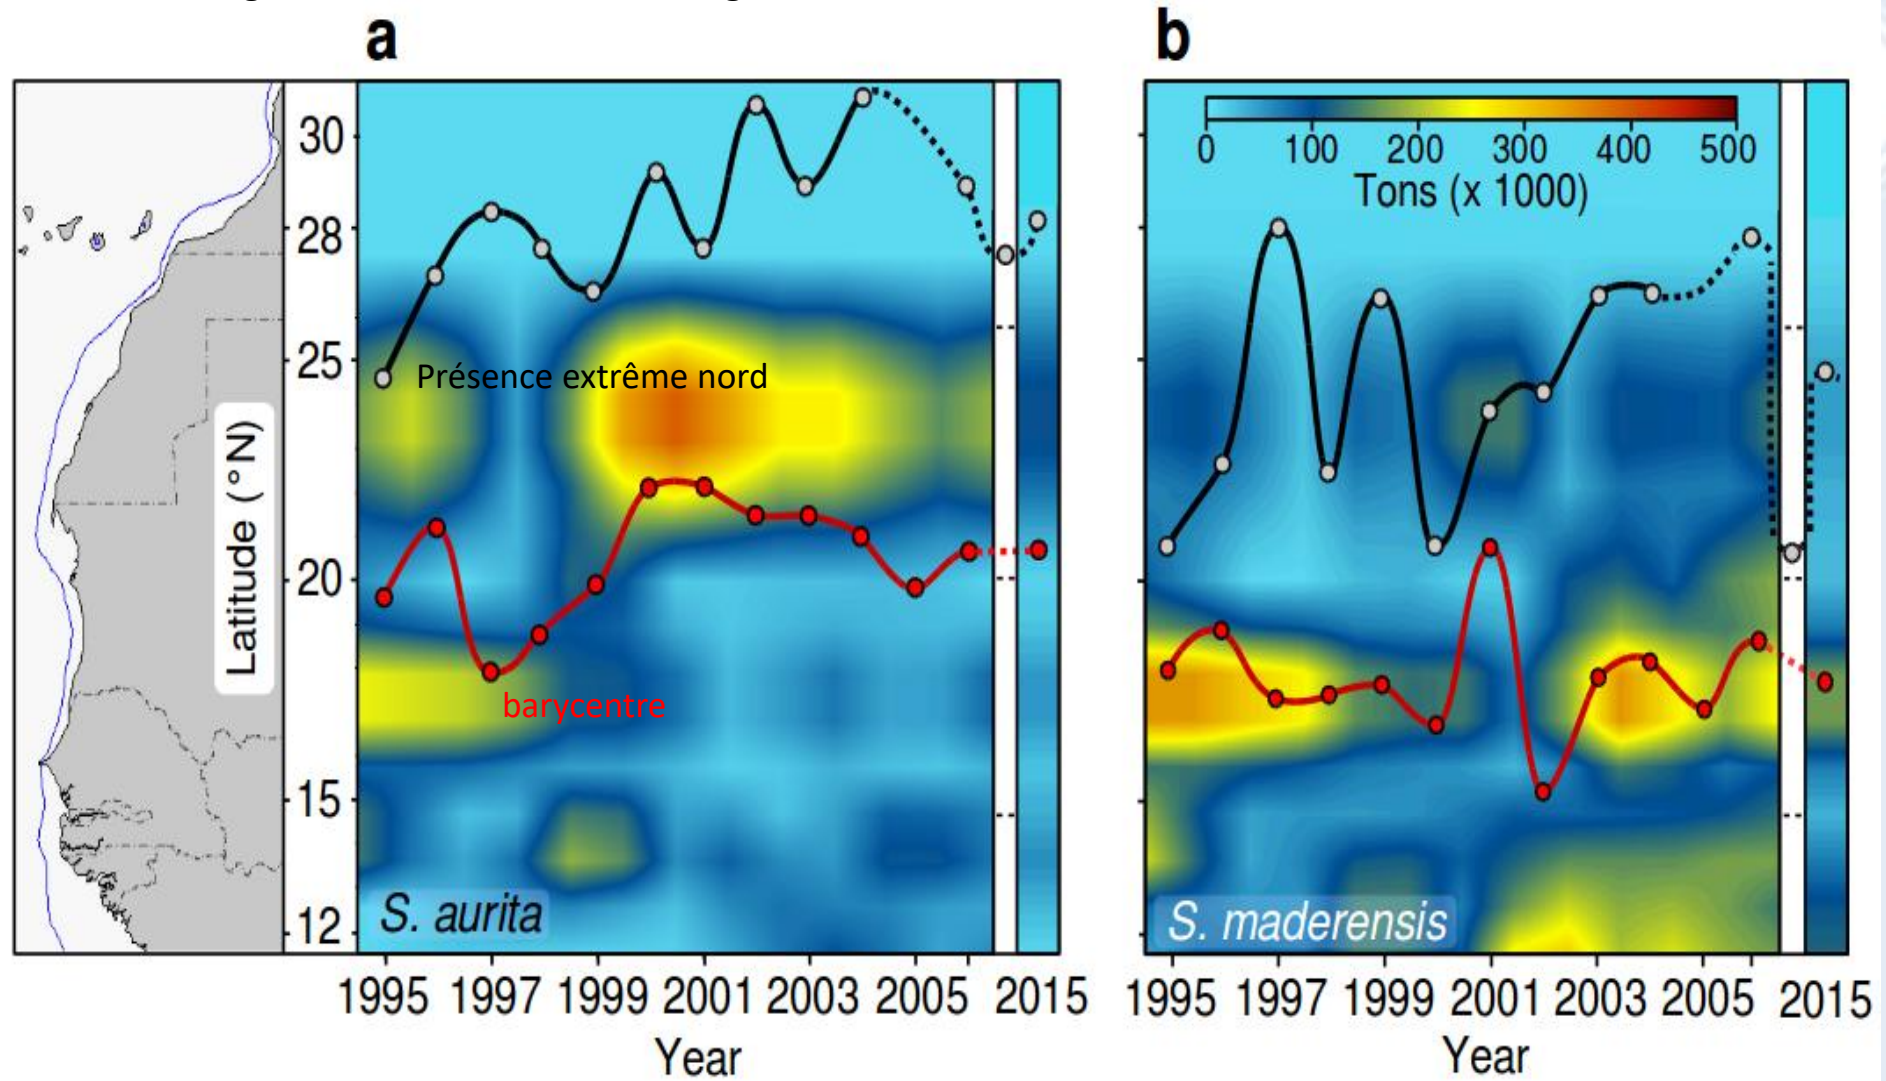 a
b
30
28
25
20
15
12
Latitude (°N)
Présence extrême nord
barycentre
S. aurita
0 100 200 300 400 500
Tons (x 1000)
S. maderensis
1995 1997 1999 2001 2003 2005 2015
Year
1995 1997 1999 2001 2003 2005 2015
Year